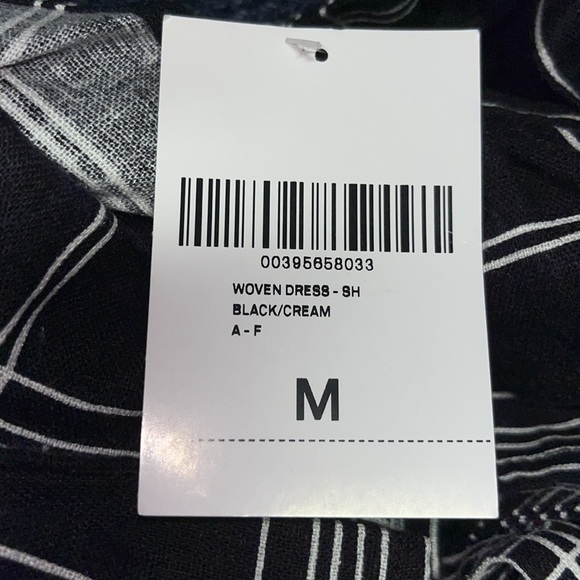 00395658033
WOVEN DRESS - SH
BLACK/CREAM
A - F
M